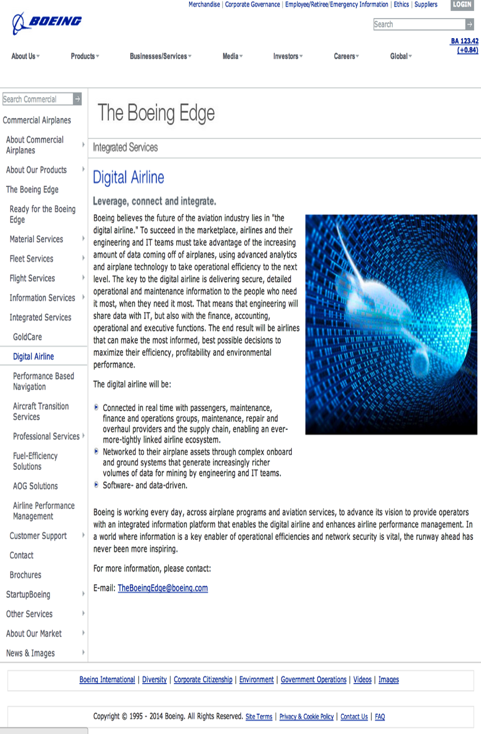 Merchandise | Corporate Governance | Employee/Retiree/Emergency Information | Ethics | Suppliers
LOGIN
BOEING
Search
BA 123.42
(+0.84)
About Us
Products
Businesses/Services
Media
Investors
Careers
Global
Search Commercial
Commercial Airplanes
About Commercial
Airplanes
About Our Products
The Boeing Edge
Ready for the Boeing
Edge
Material Services
Fleet Services
Flight Services
Information Services
Integrated Services
GoldCare
Digital Airline
Performance Based
Navigation
Aircraft Transition
Services
Professional Services
Fuel-Efficiency
Solutions
AOG Solutions
Airline Performance
Management
Customer Support
Contact
Brochures
StartupBoeing
Other Services
About Our Market
News & Images
The Boeing Edge
Integrated Services
Digital Airline
Leverage, connect and integrate.
Boeing believes the future of the aviation industry lies in "the
digital airline." To succeed in the marketplace, airlines and their
engineering and IT teams must take advantage of the increasing
amount of data coming off of airplanes, using advanced analytics
and airplane technology to take operational efficiency to the next
level. The key to the digital airline is delivering secure, detailed
operational and maintenance information to the people who need
it most, when they need it most. That means that engineering will
share data with IT, but also with the finance, accounting,
operational and executive functions. The end result will be airlines
that can make the most informed, best possible decisions to
maximize their efficiency, profitability and environmental
performance.
The digital airline will be:
Connected in real time with passengers, maintenance,
finance and operations groups, maintenance, repair and
overhaul providers and the supply chain, enabling an ever-
more-tightly linked airline ecosystem.
Networked to their airplane assets through complex onboard
and ground systems that generate increasingly richer
volumes of data for mining by engineering and IT teams.
Software- and data-driven.
Boeing is working every day, across airplane programs and aviation services, to advance its vision to provide operators
with an integrated information platform that enables the digital airline and enhances airline performance management. In
a world where information is a key enabler of operational efficiencies and network security is vital, the runway ahead has
never been more inspiring.
For more information, please contact:
E-mail: TheBoeingEdge@boeing.com
Boeing International | Diversity | Corporate Citizenship | Environment | Government Operations | Videos | Images
Copyright © 1995 - 2014 Boeing. All Rights Reserved. Site Terms | Privacy & Cookie Policy | Contact Us | FAQ